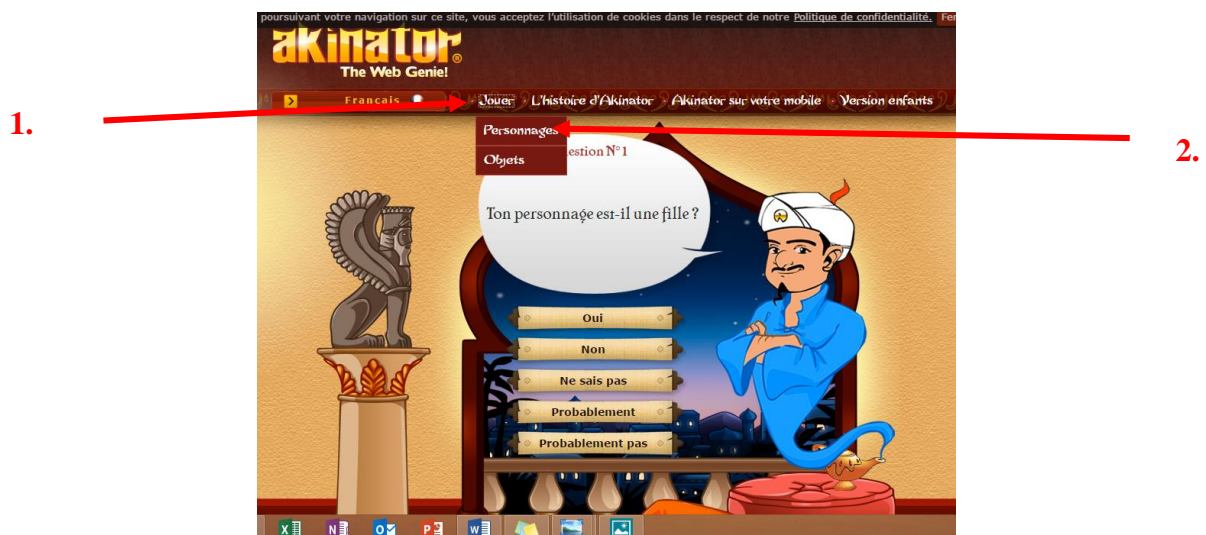 poursuivant votre navigation sur ce site, vous acceptez l'utilisation de cookies dans le respect de notre Politique de confidentialité. Fer
akinator®
The Web Genie!
Français · Jouer · L'histoire d'Akinator · Akinator sur votre mobile · Version enfants
1.
Personnages
2.
estion N°1
Objets
Ton personnage est-il une fille ?
Oui
Non
Ne sais pas
Probablement
Probablement pas